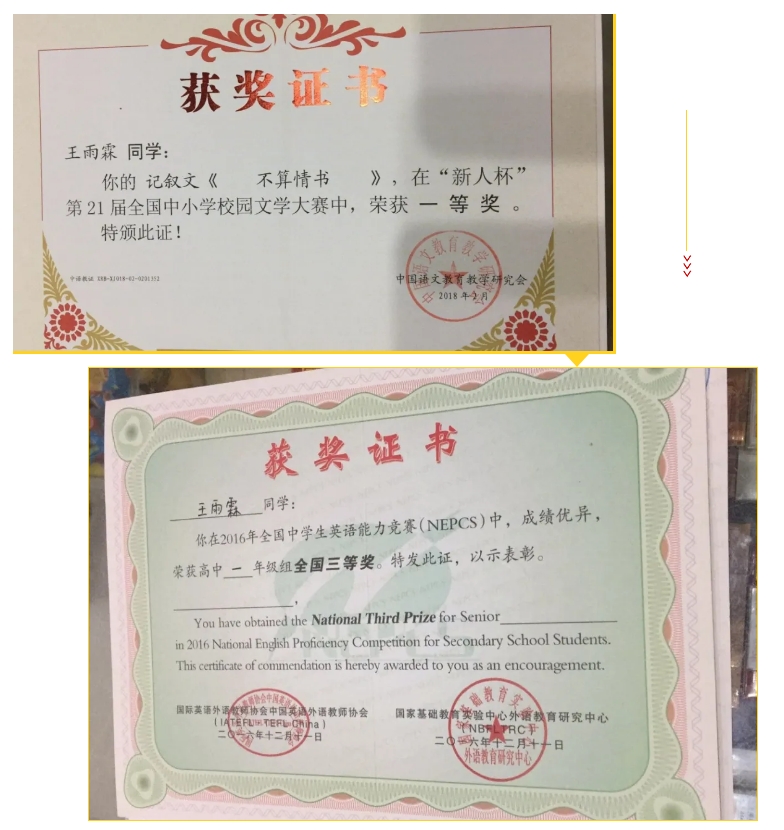 获奖证书
王雨霖 同学：
你的 记叙文《 不算情书 》，在“新人杯”
第 21 届全国中小学校园文学大赛中，荣获 一 等 奖 。
特颁此证！
中国语文教育教学研究会
2018 年 2 月
获奖证书
王雨霖 同学：
你在2016年全国中学生英语能力竞赛(NEPCS)中，成绩优异，
荣获高中 一 年级组全国三等奖。特发此证，以示表彰。
，
You have obtained the National Third Prize for Senior
in 2016 National English Proficiency Competition for Secondary School Students.
This certificate of commendation is hereby awarded to you as an encouragement.
国际英语外语教师协会中国英语外语教师协会
(IATEFL TEFL China)
二〇一六年十二月十一日
国家基础教育实验中心外语教育研究中心
(NBFLTRC)
二〇一六年十二月十一日
外语教育研究中心